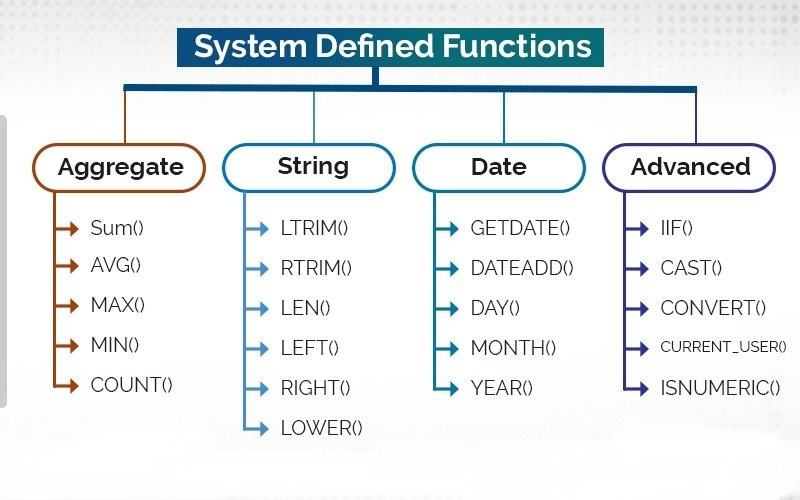 System Defined Functions
Aggregate
Sum()
AVG()
MAX()
MIN()
COUNT()
String
LTRIM()
RTRIM()
LEN()
LEFT()
RIGHT()
LOWER()
Date
GETDATE()
DATEADD()
DAY()
MONTH()
YEAR()
Advanced
IIF()
CAST()
CONVERT()
CURRENT_USER()
ISNUMERIC()